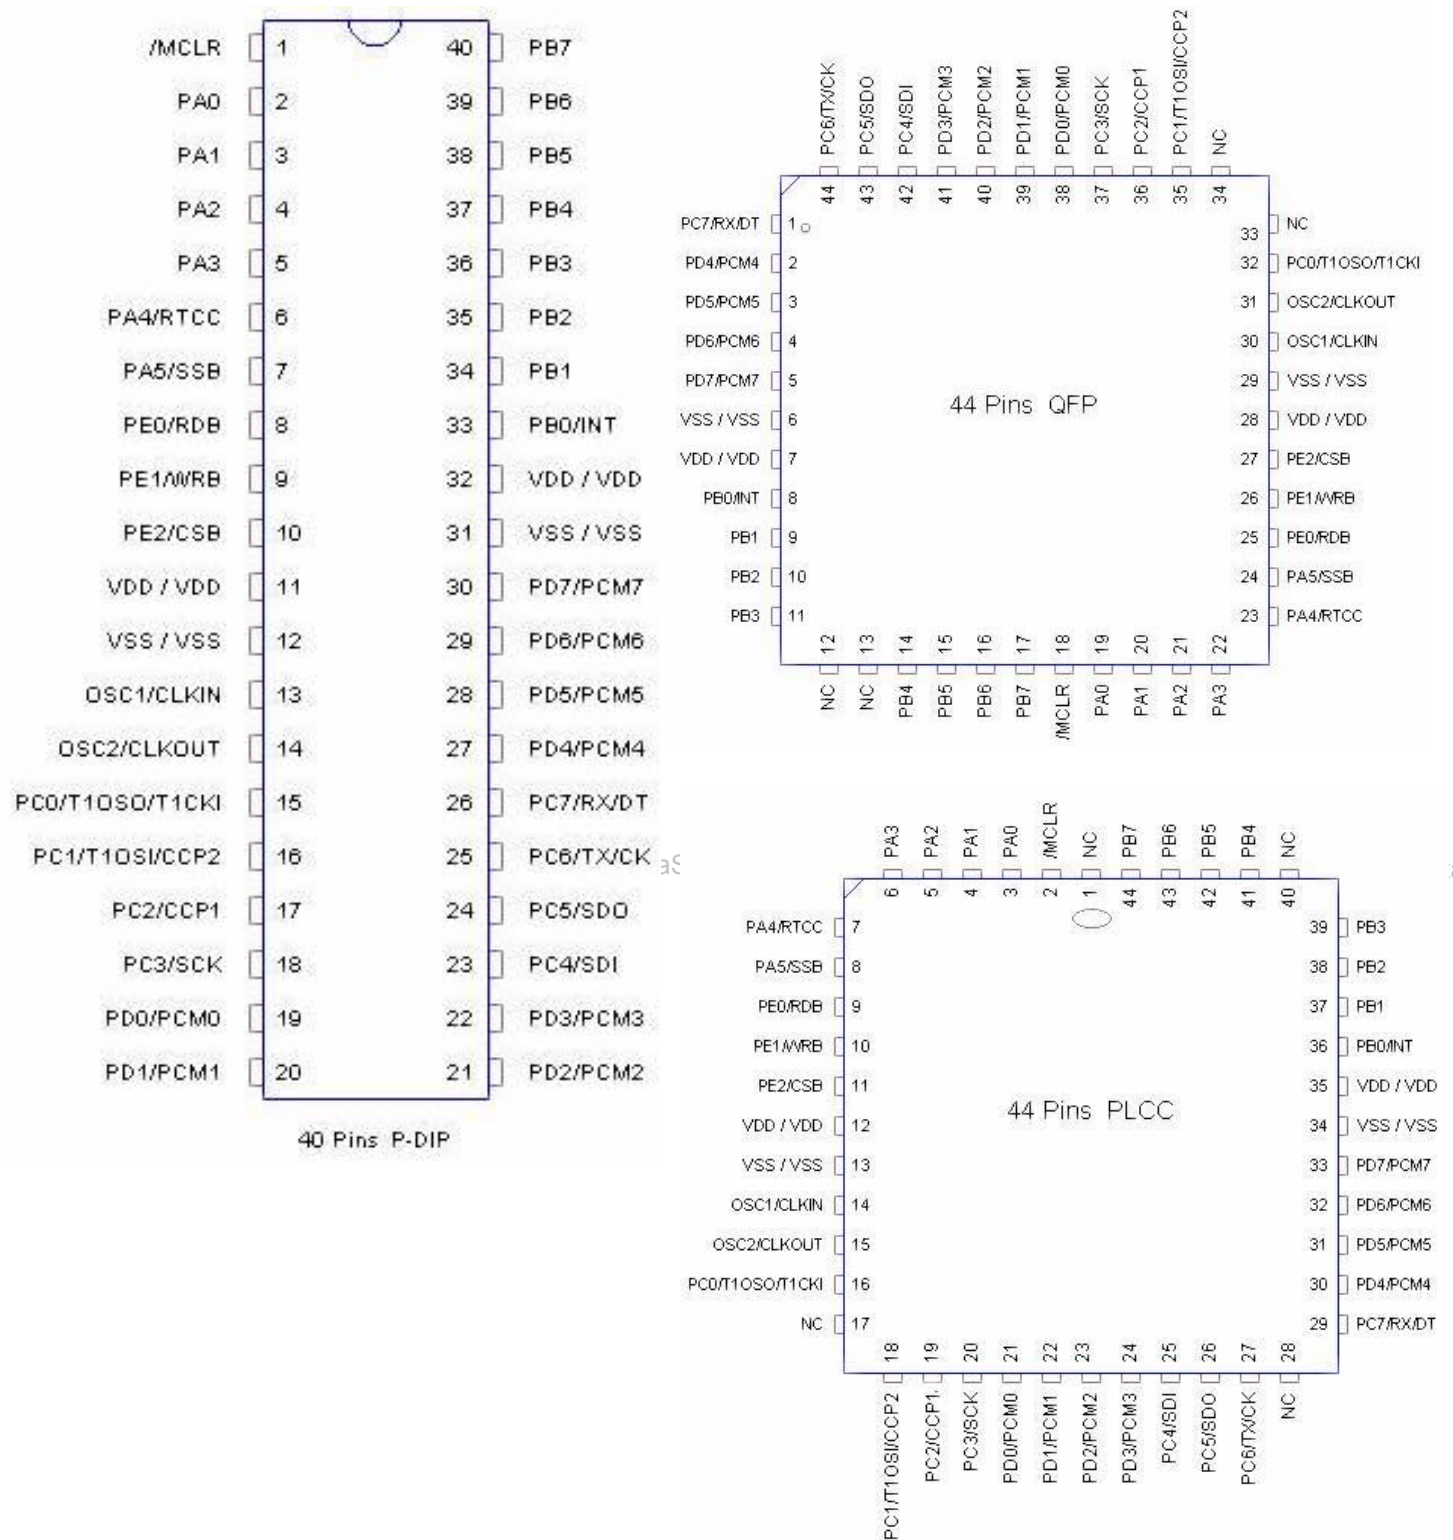 /MCLR 1 40 PB7
PA0 2 39 PB6
PA1 3 38 PB5
PA2 4 37 PB4
PA3 5 36 PB3
PA4/RTCC 6 35 PB2
PA5/SSB 7 34 PB1
PE0/RDB 8 33 PB0/INT
PE1/WRB 9 32 VDD / VDD
PE2/CSB 10 31 VSS / VSS
VDD / VDD 11 30 PD7/PCM7
VSS / VSS 12 29 PD6/PCM6
OSC1/CLKIN 13 28 PD5/PCM5
OSC2/CLKOUT 14 27 PD4/PCM4
PC0/T1OSO/T1CKI 15 26 PC7/RX/DT
PC1/T1OSI/CCP2 16 25 PC6/TX/CK
PC2/CCP1 17 24 PC5/SDO
PC3/SCK 18 23 PC4/SDI
PD0/PCM0 19 22 PD3/PCM3
PD1/PCM1 20 21 PD2/PCM2
40 Pins P-DIP
PC6/TX/CK PC5/SDO PC4/SDI PD3/PCM3 PD2/PCM2 PD1/PCM1 PD0/PCM0 PC3/SCK PC2/CCP1 PC1/T1OSI/CCP2 NC
44 43 42 41 40 39 38 37 36 35 34
PC7/RX/DT 1 33 NC
PD4/PCM4 2 32 PC0/T1OSO/T1CKI
PD5/PCM5 3 31 OSC2/CLKOUT
PD6/PCM6 4 30 OSC1/CLKIN
PD7/PCM7 5 29 VSS / VSS
44 Pins QFP
VSS / VSS 6 28 VDD / VDD
VDD / VDD 7 27 PE2/CSB
PB0/INT 8 26 PE1/WRB
PB1 9 25 PE0/RDB
PB2 10 24 PA5/SSB
PB3 11 23 PA4/RTCC
12 13 14 15 16 17 18 19 20 21 22
NC NC PB4 PB5 PB6 PB7 /MCLR PA0 PA1 PA2 PA3
PA3 PA2 PA1 PA0 /MCLR NC PB7 PB6 PB5 PB4 NC
6 5 4 3 2 1 44 43 42 41 40
PA4/RTCC 7 39 PB3
PA5/SSB 8 38 PB2
PE0/RDB 9 37 PB1
PE1/WRB 10 36 PB0/INT
PE2/CSB 11 35 VDD / VDD
44 Pins PLCC
VDD / VDD 12 34 VSS / VSS
VSS / VSS 13 33 PD7/PCM7
OSC1/CLKIN 14 32 PD6/PCM6
OSC2/CLKOUT 15 31 PD5/PCM5
PC0/T1OSO/T1CKI 16 30 PD4/PCM4
NC 17 29 PC7/RX/DT
18 19 20 21 22 23 24 25 26 27 28
PC1/T1OSI/CCP2 PC2/CCP1. PC3/SCK PD0/PCM0 PD1/PCM1 PD2/PCM2 PD3/PCM3 PC4/SDI PC5/SDO PC6/TX/CK NC